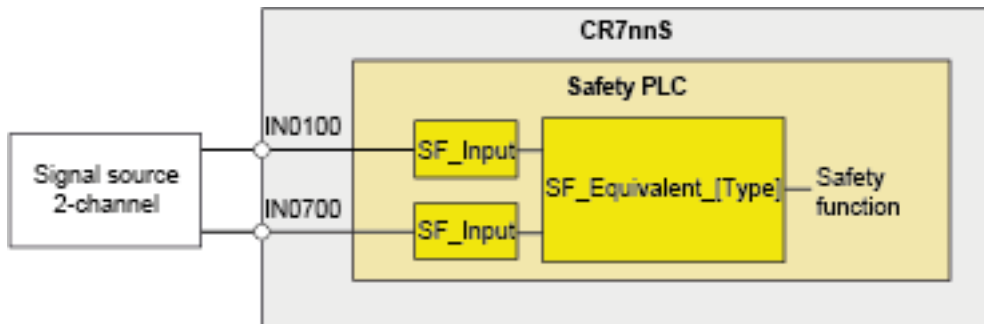 CR7nnS
Safety PLC
IN0100
SF_Input
Signal source
2-channel
SF_Equivalent_[Type]
Safety
function
IN0700
SF_Input